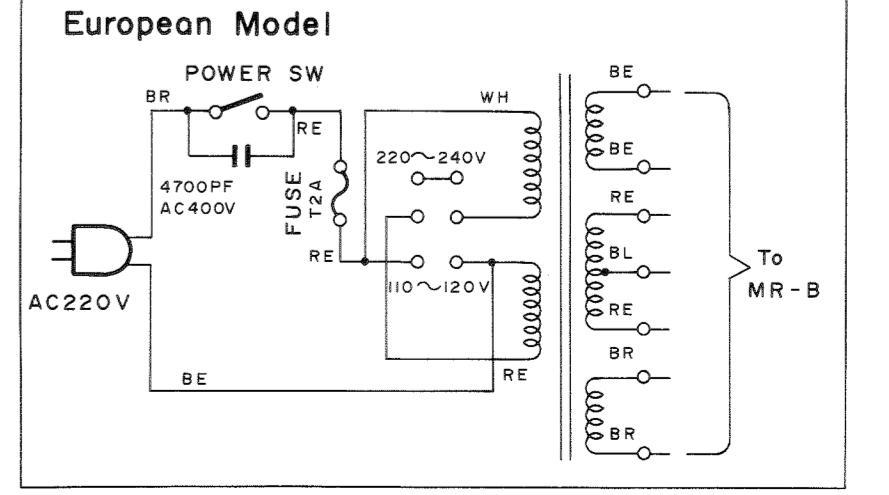 European Model
POWER SW
BR
RE
WH
BE
220～240V
BE
4700PF
AC400V
FUSE
T2A
RE
RE
BL
To
MR-B
AC220V
110～120V
RE
BR
BE
RE
BR